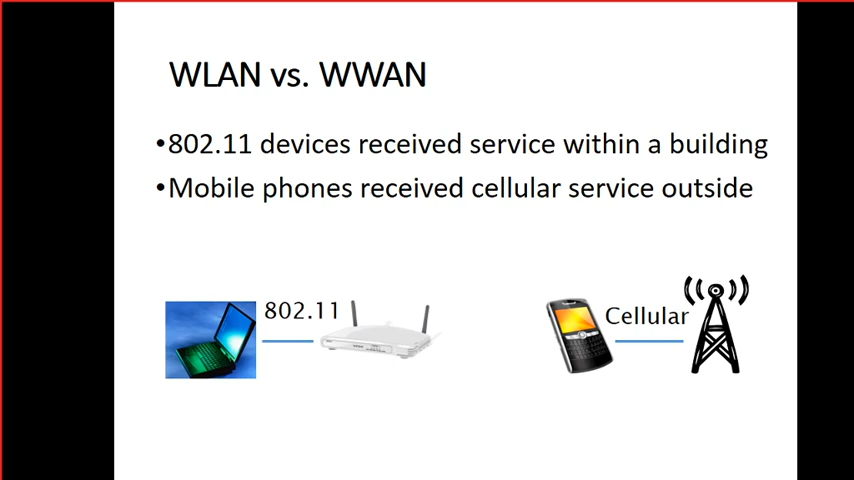 WLAN vs. WWAN
•802.11 devices received service within a building
•Mobile phones received cellular service outside
802.11
Cellular